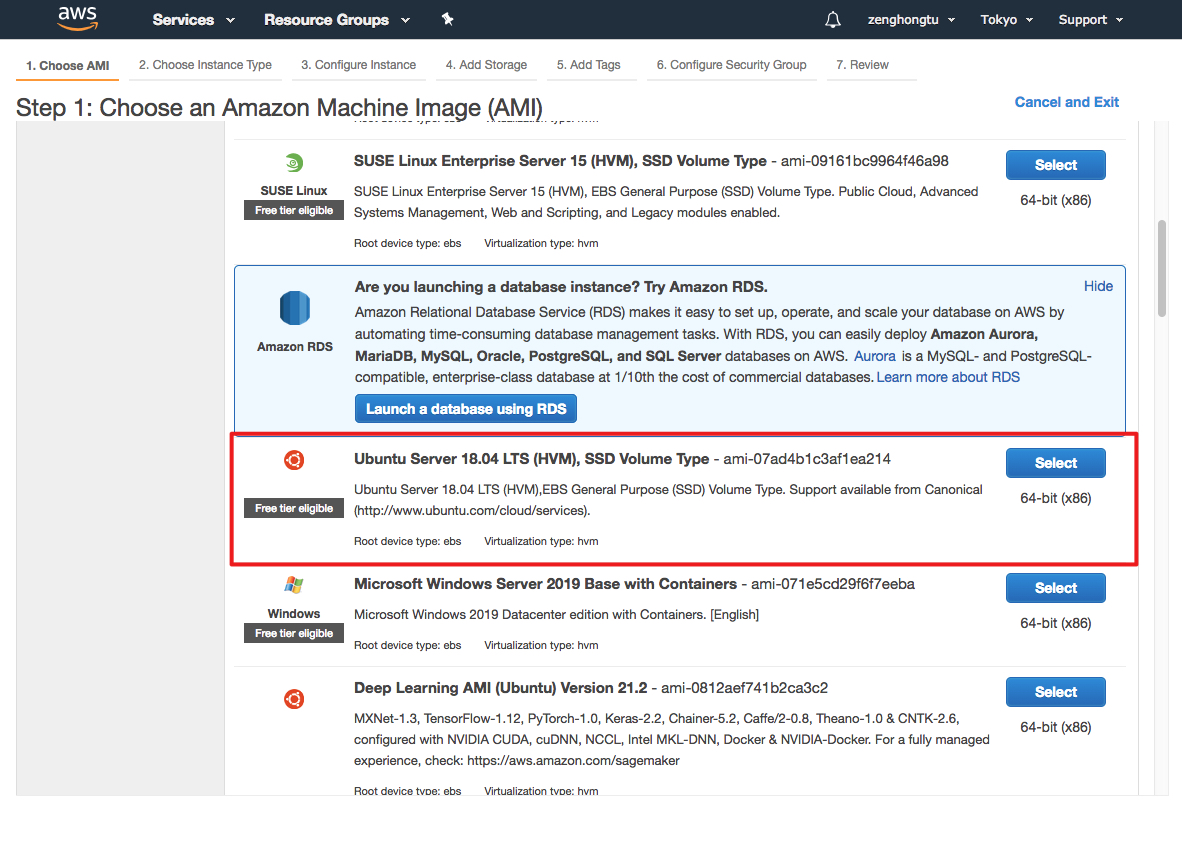 aws Services Resource Groups zenghongtu Tokyo Support
1. Choose AMI 2. Choose Instance Type 3. Configure Instance 4. Add Storage 5. Add Tags 6. Configure Security Group 7. Review
Step 1: Choose an Amazon Machine Image (AMI)
Cancel and Exit
Root device type: ebs Virtualization type: hvm
SUSE Linux
Free tier eligible
SUSE Linux Enterprise Server 15 (HVM), SSD Volume Type - ami-09161bc9964f46a98
SUSE Linux Enterprise Server 15 (HVM), EBS General Purpose (SSD) Volume Type. Public Cloud, Advanced
Systems Management, Web and Scripting, and Legacy modules enabled.
Root device type: ebs Virtualization type: hvm
Select
64-bit (x86)
Amazon RDS
Are you launching a database instance? Try Amazon RDS.
Hide
Amazon Relational Database Service (RDS) makes it easy to set up, operate, and scale your database on AWS by
automating time-consuming database management tasks. With RDS, you can easily deploy Amazon Aurora,
MariaDB, MySQL, Oracle, PostgreSQL, and SQL Server databases on AWS. Aurora is a MySQL- and PostgreSQL-
compatible, enterprise-class database at 1/10th the cost of commercial databases. Learn more about RDS
Launch a database using RDS
Free tier eligible
Ubuntu Server 18.04 LTS (HVM), SSD Volume Type - ami-07ad4b1c3af1ea214
Ubuntu Server 18.04 LTS (HVM),EBS General Purpose (SSD) Volume Type. Support available from Canonical
(http://www.ubuntu.com/cloud/services).
Root device type: ebs Virtualization type: hvm
Select
64-bit (x86)
Windows
Free tier eligible
Microsoft Windows Server 2019 Base with Containers - ami-071e5cd29f6f7eeba
Microsoft Windows 2019 Datacenter edition with Containers. [English]
Root device type: ebs Virtualization type: hvm
Select
64-bit (x86)
Deep Learning AMI (Ubuntu) Version 21.2 - ami-0812aef741b2ca3c2
MXNet-1.3, TensorFlow-1.12, PyTorch-1.0, Keras-2.2, Chainer-5.2, Caffe/2-0.8, Theano-1.0 & CNTK-2.6,
configured with NVIDIA CUDA, cuDNN, NCCL, Intel MKL-DNN, Docker & NVIDIA-Docker. For a fully managed
experience, check: https://aws.amazon.com/sagemaker
Root device type: ebs Virtualization type: hvm
Select
64-bit (x86)